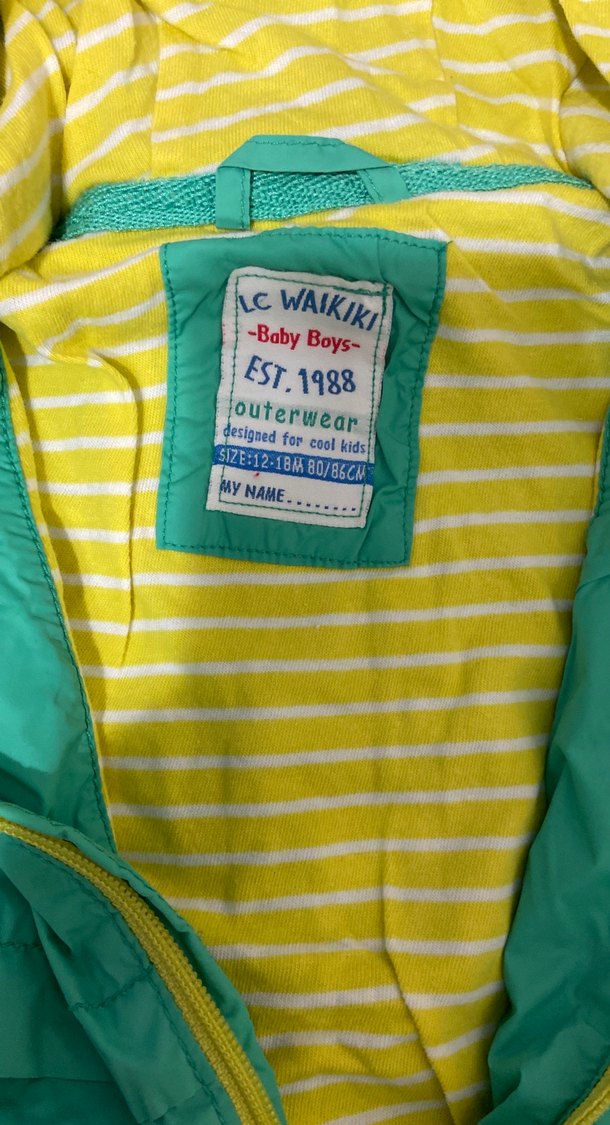 LC WAIKIKI
-Baby Boys-
EST. 1988
outerwear
designed for cool kids
SIZE:12-18M 80/86CM
MY NAME.........